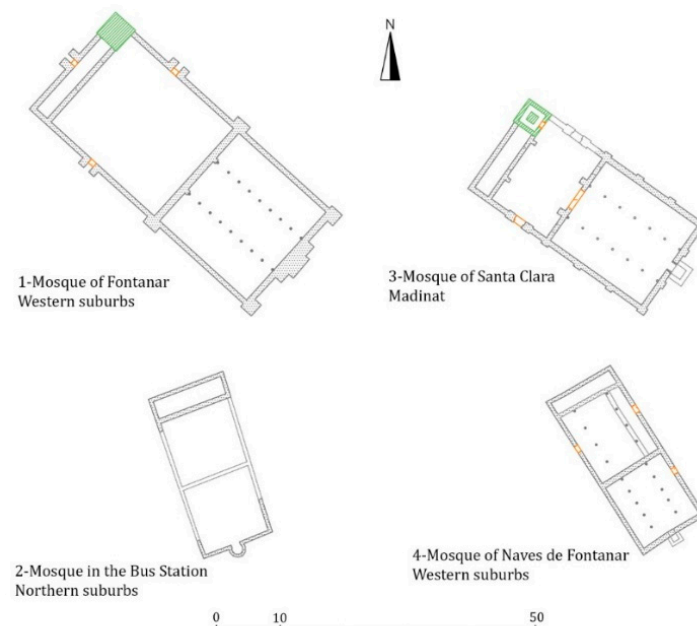 N
1-Mosque of Fontanar
Western suburbs
3-Mosque of Santa Clara
Madinat
2-Mosque in the Bus Station
Northern suburbs
4-Mosque of Naves de Fontanar
Western suburbs
0 10 50